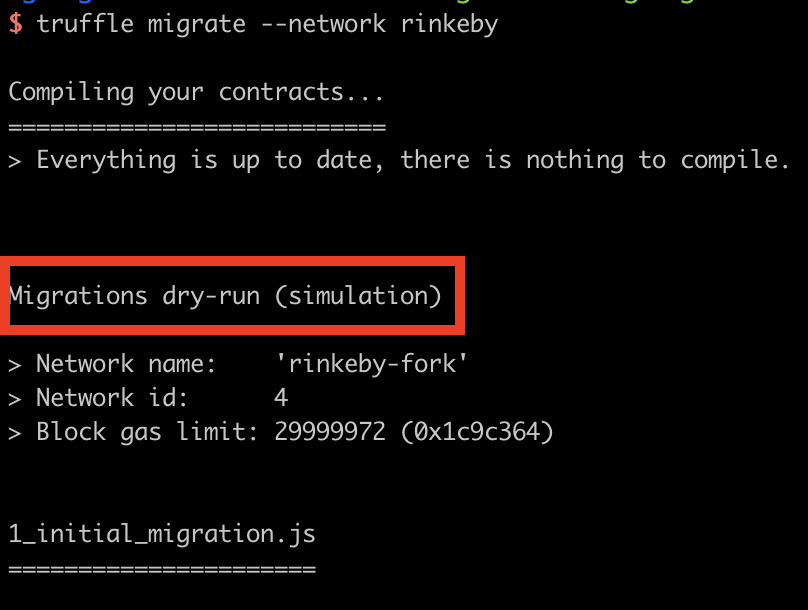 $ truffle migrate --network rinkeby
Compiling your contracts...
===========================
> Everything is up to date, there is nothing to compile.
Migrations dry-run (simulation)
> Network name:    'rinkeby-fork'
> Network id:      4
> Block gas limit: 29999972 (0x1c9c364)
1_initial_migration.js
======================